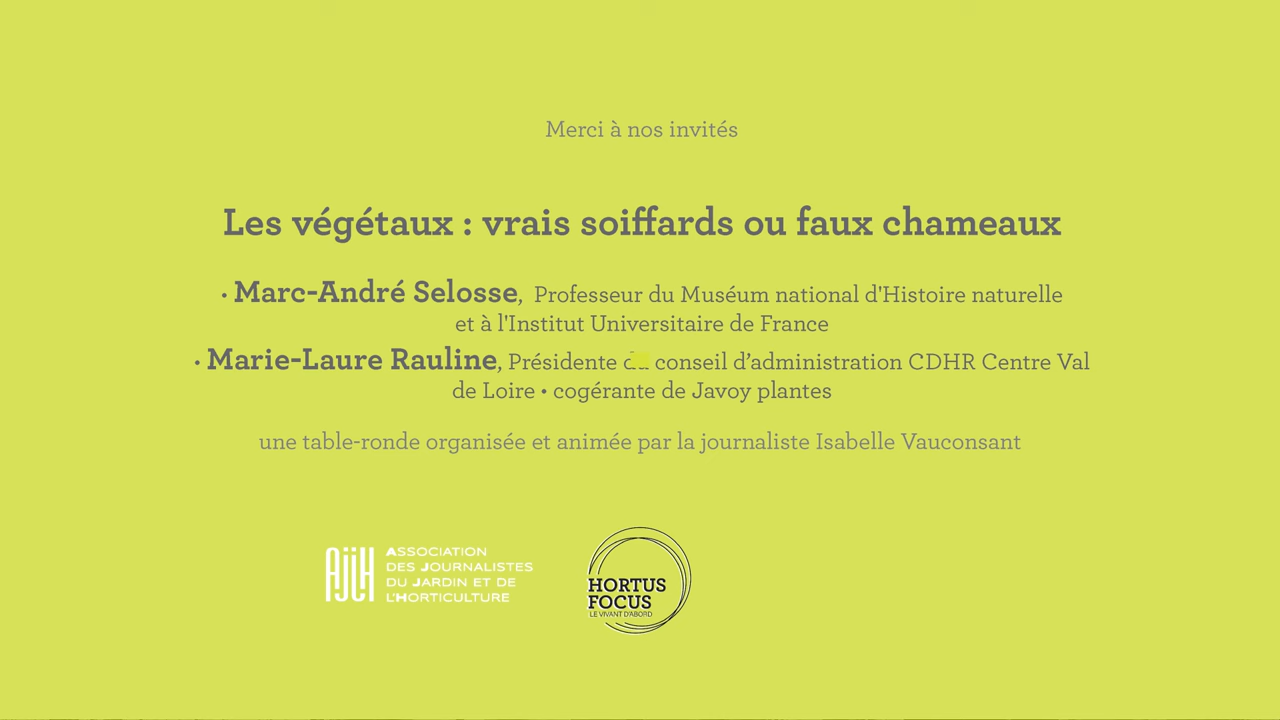 Merci à nos invités
Les végétaux : vrais soiffards ou faux chameaux
• Marc-André Selosse, Professeur du Muséum national d'Histoire naturelle
et à l'Institut Universitaire de France
• Marie-Laure Rauline, Présidente du conseil d’administration CDHR Centre Val
de Loire • cogérante de Javoy plantes
une table-ronde organisée et animée par la journaliste Isabelle Vauconsant
AJJH
ASSOCIATION
DES JOURNALISTES
DU JARDIN ET DE
L'HORTICULTURE
HORTUS
FOCUS
LE VIVANT D'ABORD